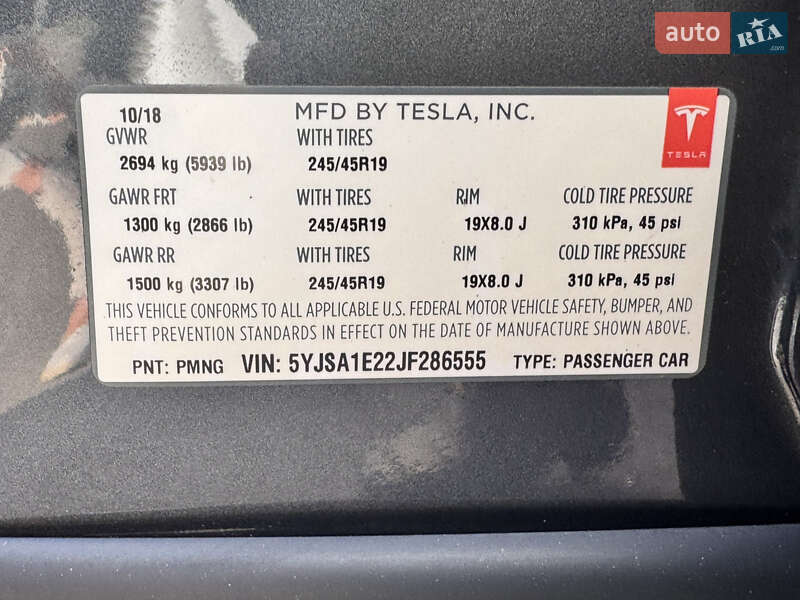 auto RIA.com
10/18 MFD BY TESLA, INC.
GVWR WITH TIRES
2694 kg (5939 lb) 245/45R19
TESLA
GAWR FRT WITH TIRES RIM COLD TIRE PRESSURE
1300 kg (2866 lb) 245/45R19 19X8.0 J 310 kPa, 45 psi
GAWR RR WITH TIRES RIM COLD TIRE PRESSURE
1500 kg (3307 lb) 245/45R19 19X8.0 J 310 kPa, 45 psi
THIS VEHICLE CONFORMS TO ALL APPLICABLE U.S. FEDERAL MOTOR VEHICLE SAFETY, BUMPER, AND
THEFT PREVENTION STANDARDS IN EFFECT ON THE DATE OF MANUFACTURE SHOWN ABOVE.
PNT: PMNG VIN: 5YJSA1E22JF286555 TYPE: PASSENGER CAR